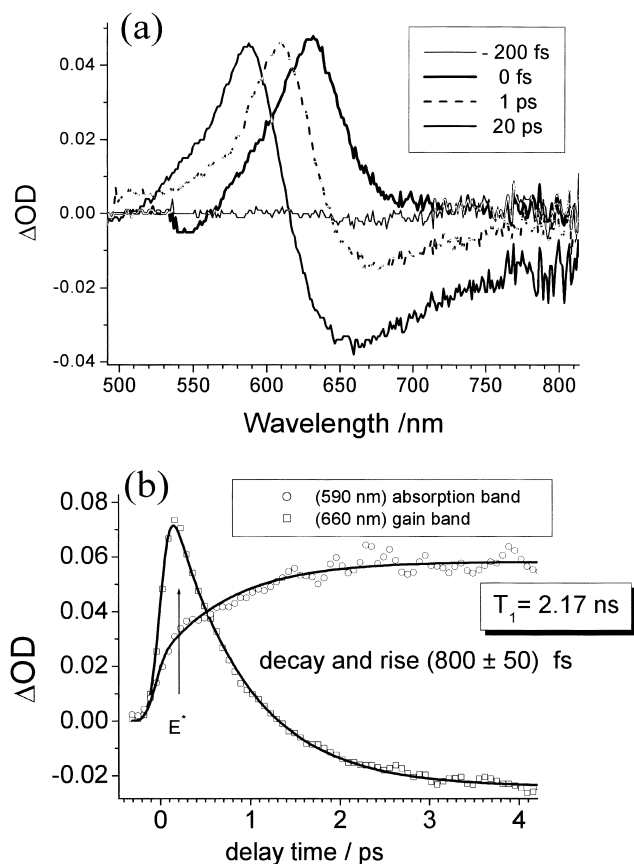 (a)
- 200 fs
0 fs
1 ps
20 ps
0.04
0.02
0.00
-0.02
-0.04
ΔOD
500 550 600 650 700 750 800
Wavelength /nm
(b)
(590 nm) absorption band
(660 nm) gain band
0.08
0.06
0.04
0.02
0.00
-0.02
ΔOD
T1= 2.17 ns
decay and rise (800 ± 50) fs
E*
0 1 2 3 4
delay time / ps